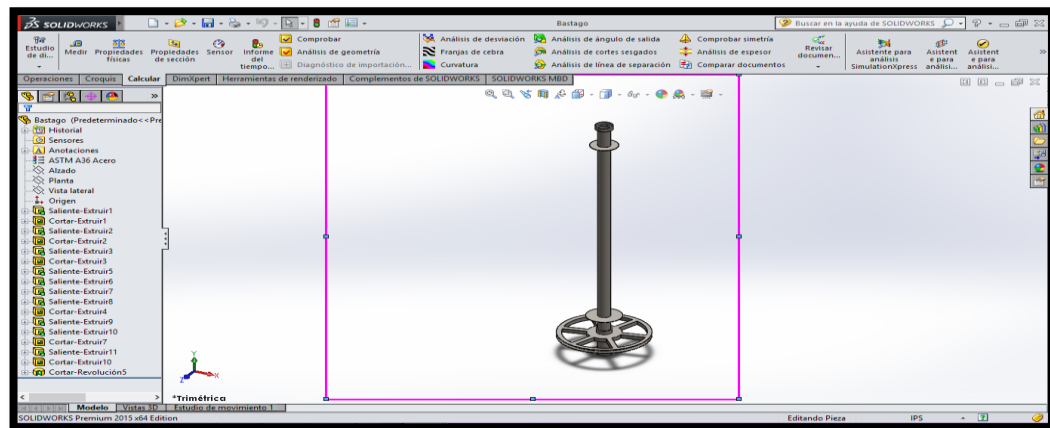 SOLIDWORKS
Bastago
Buscar en la ayuda de SOLIDWORKS
Estudio de di...
Medir
Propiedades físicas
Propiedades de sección
Sensor
Informe del tiempo...
Comprobar
Análisis de geometría
Diagnóstico de importación...
Análisis de desviación
Franjas de cebra
Curvatura
Análisis de ángulo de salida
Análisis de cortes sesgados
Análisis de línea de separación
Comprobar simetría
Análisis de espesor
Comparar documentos
Revisar documen...
Asistente para análisis SimulationXpress
Asistent e para análisi...
Asistent e para análisi...
Operaciones Croquis Calcular DimXpert Herramientas de renderizado Complementos de SOLIDWORKS SOLIDWORKS MBD
Bastago (Predeterminado<<Pre
Historial
Sensores
Anotaciones
ASTM A36 Acero
Alzado
Planta
Vista lateral
Origen
Saliente-Extruir1
Cortar-Extruir1
Saliente-Extruir2
Cortar-Extruir2
Saliente-Extruir3
Cortar-Extruir3
Saliente-Extruir5
Saliente-Extruir6
Saliente-Extruir7
Saliente-Extruir8
Cortar-Extruir4
Saliente-Extruir9
Saliente-Extruir10
Cortar-Extruir7
Saliente-Extruir11
Cortar-Extruir10
Cortar-Revolución5
Y
X
Z
*Trimétrica
Modelo Vistas 3D Estudio de movimiento 1
SOLIDWORKS Premium 2015 x64 Edition
Editando Pieza
IPS